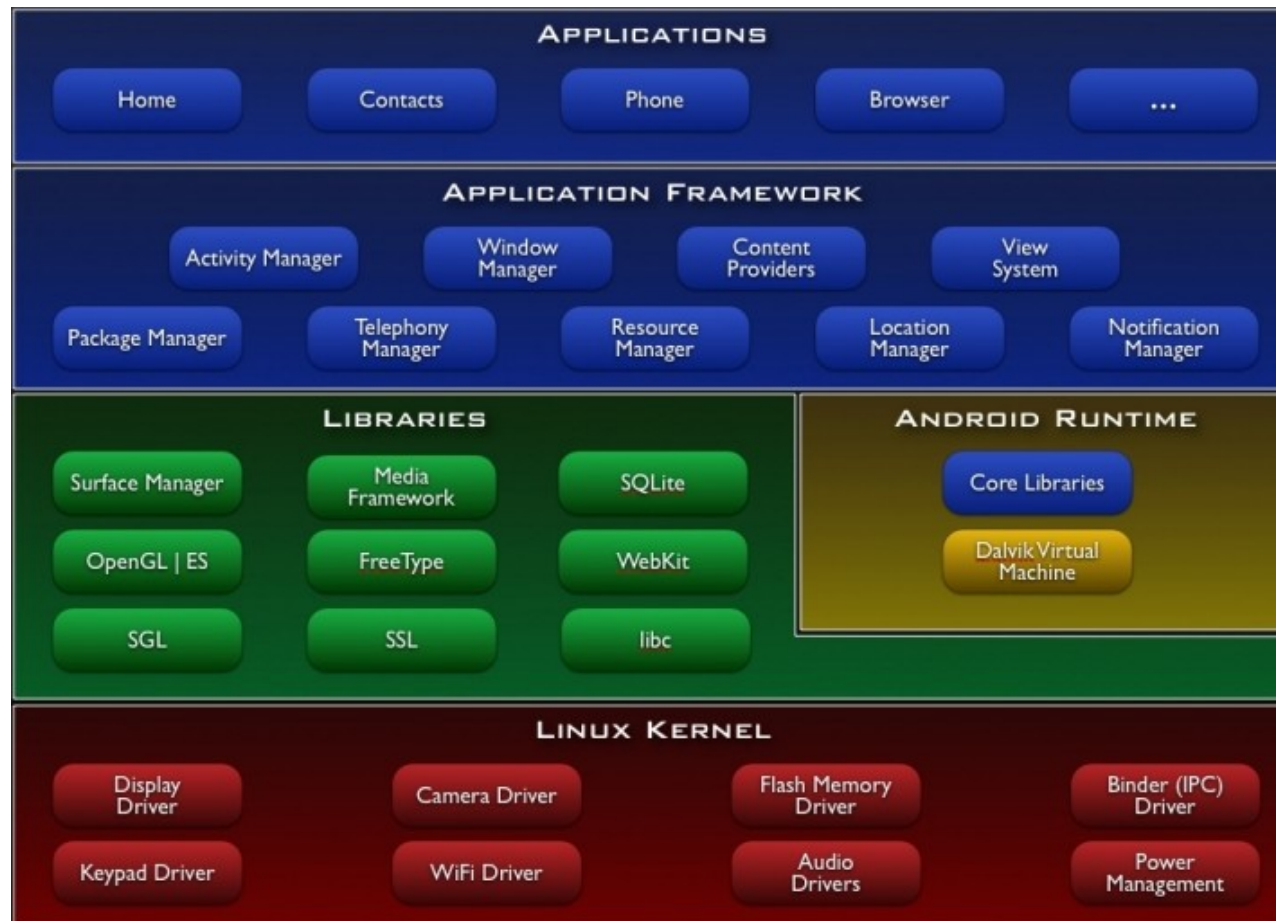 APPLICATIONS
Home
Contacts
Phone
Browser
...
APPLICATION FRAMEWORK
Activity Manager
Window
Manager
Content
Providers
View
System
Package Manager
Telephony
Manager
Resource
Manager
Location
Manager
Notification
Manager
LIBRARIES
Surface Manager
Media
Framework
SQLite
OpenGL | ES
FreeType
WebKit
SGL
SSL
libc
ANDROID RUNTIME
Core Libraries
Dalvik Virtual
Machine
LINUX KERNEL
Display
Driver
Camera Driver
Flash Memory
Driver
Binder (IPC)
Driver
Keypad Driver
WiFi Driver
Audio
Drivers
Power
Management